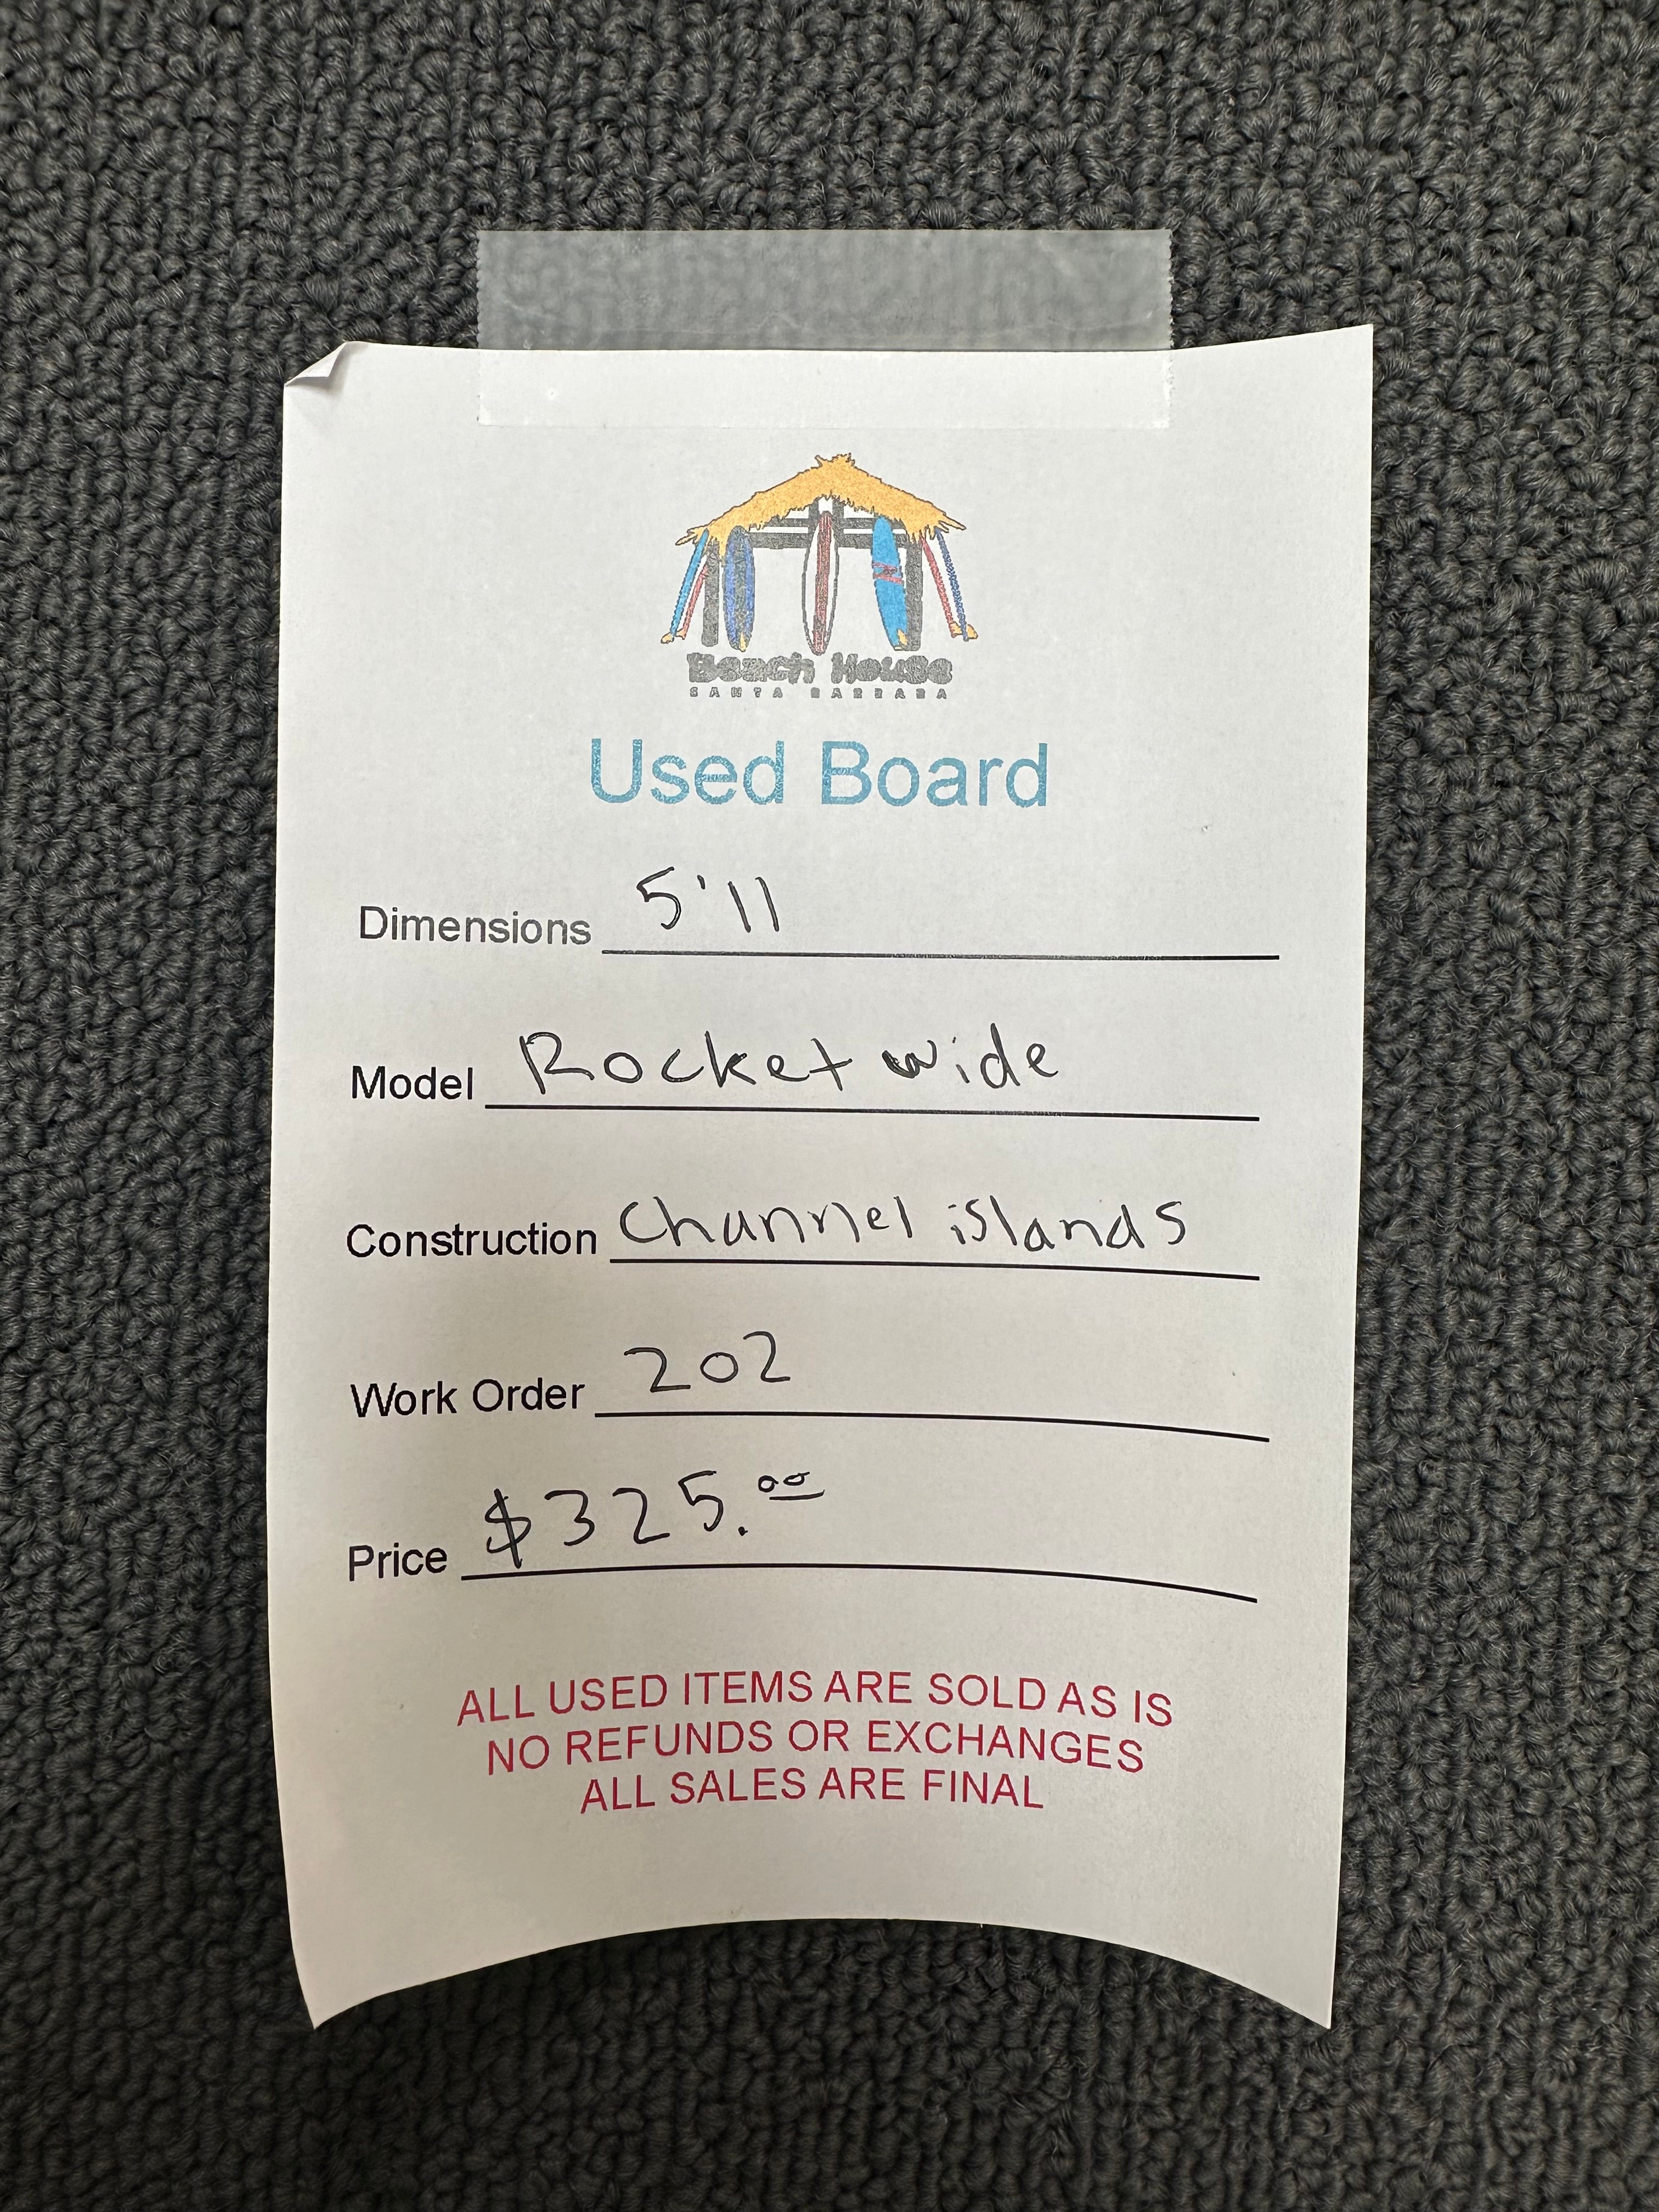 Beach House
SANTA BARBARA
Used Board
Dimensions 5'11
Model Rocket wide
Construction Channel islands
Work Order 202
Price $325.00
ALL USED ITEMS ARE SOLD AS IS
NO REFUNDS OR EXCHANGES
ALL SALES ARE FINAL